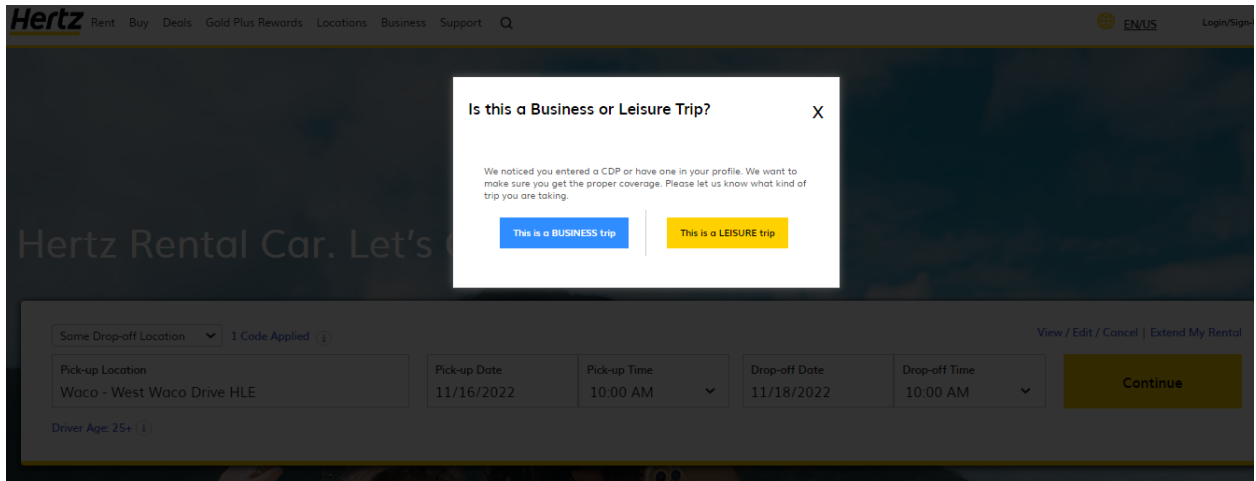 Hertz Rent Buy Deals Gold Plus Rewards Locations Business Support EN/US Login/Sign-
Is this a Business or Leisure Trip? X
We noticed you entered a CDP or have one in your profile. We want to
make sure you get the proper coverage. Please let us know what kind of
trip you are taking.
This is a BUSINESS trip This is a LEISURE trip
Hertz Rental Car. Let's
Same Drop-off Location 1 Code Applied i View / Edit / Cancel | Extend My Rental
Pick-up Location Pick-up Date Pick-up Time Drop-off Date Drop-off Time
Waco - West Waco Drive HLE 11/16/2022 10:00 AM 11/18/2022 10:00 AM Continue
Driver Age: 25+ i